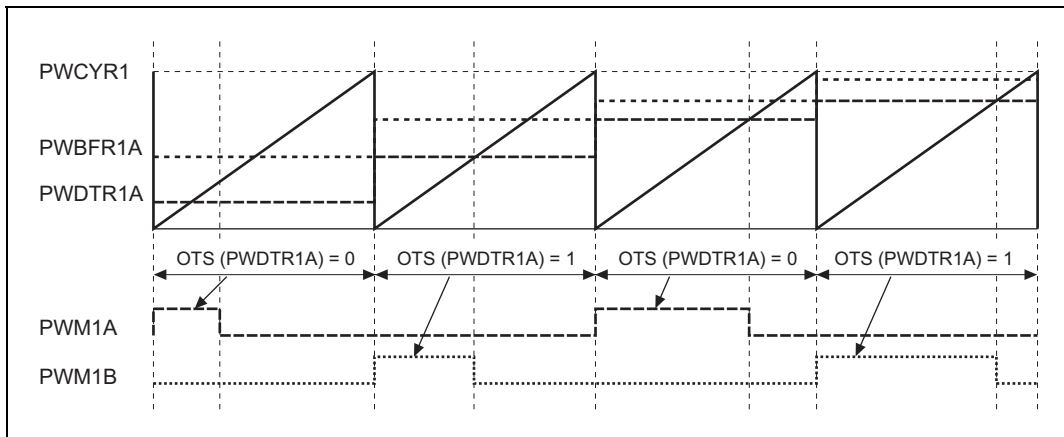 PWCYR1
PWBFR1A
PWDTR1A
OTS (PWDTR1A) = 0 OTS (PWDTR1A) = 1 OTS (PWDTR1A) = 0 OTS (PWDTR1A) = 1
PWM1A
PWM1B